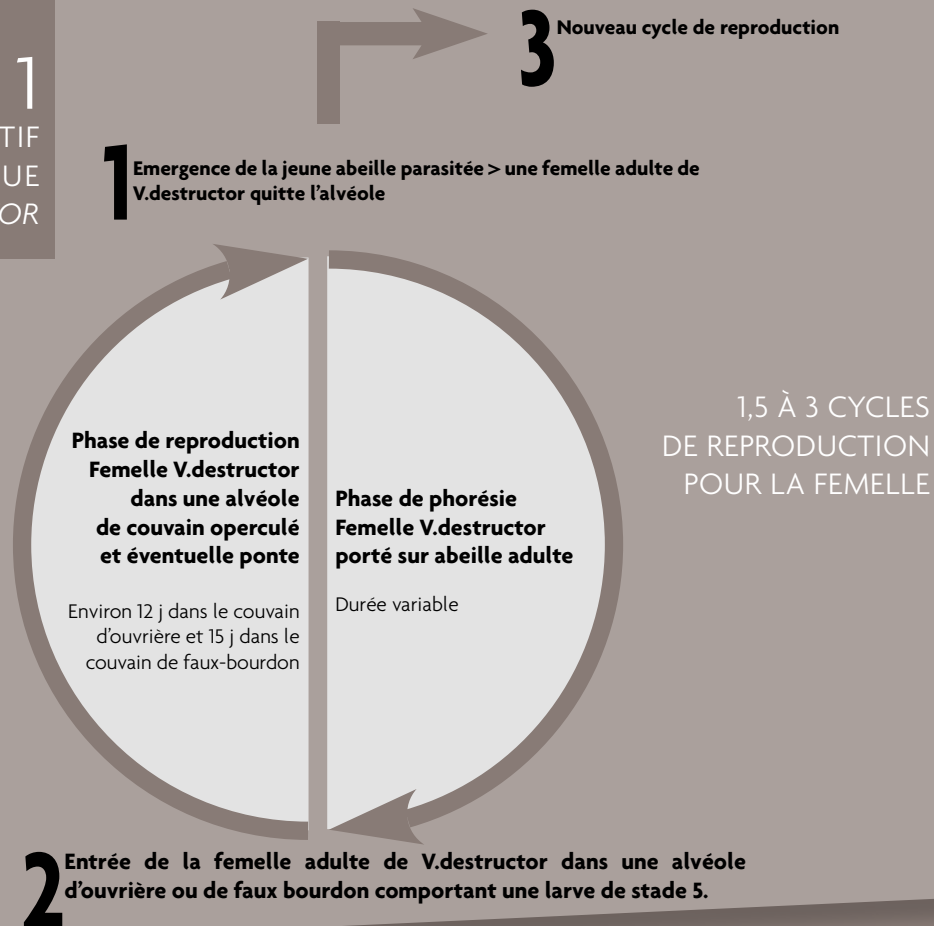 1
TIF
UE
OR
3
Nouveau cycle de reproduction
1
Emergence de la jeune abeille parasitée > une femelle adulte de
V.destructor quitte l'alvéole
Phase de reproduction
Femelle V.destructor
dans une alvéole
de couvain operculé
et éventuelle ponte
Environ 12 j dans le couvain
d'ouvrière et 15 j dans le
couvain de faux-bourdon
Phase de phorésie
Femelle V.destructor
porté sur abeille adulte
Durée variable
1,5 À 3 CYCLES
DE REPRODUCTION
POUR LA FEMELLE
2
Entrée de la femelle adulte de V.destructor dans une alvéole
d'ouvrière ou de faux bourdon comportant une larve de stade 5.